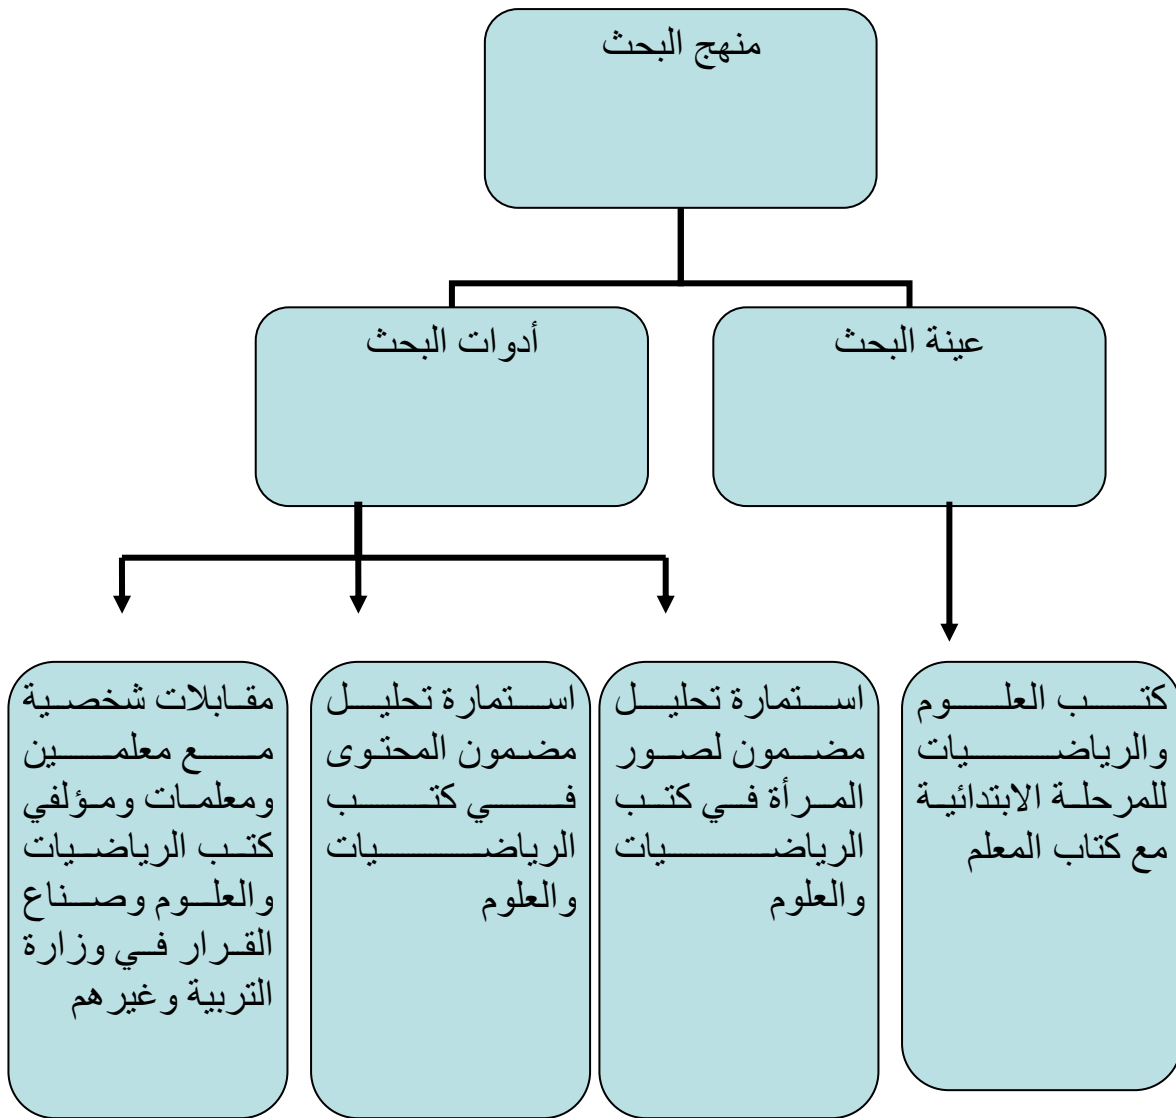 منهج البحث
عينة البحث
أدوات البحث
كتب العلوم
والرياضيات
للمرحلة الابتدائية
مع كتاب المعلم
استمارة تحليل
مضمون لصور
المرأة في كتب
الرياضيات
والعلوم
استمارة تحليل
مضمون المحتوى
في كتب
الرياضيات
والعلوم
مقابلات شخصية
مع معلمين
ومعلمات ومؤلفي
كتب الرياضيات
والعلوم وصناع
القرار في وزارة
التربية وغيرهم